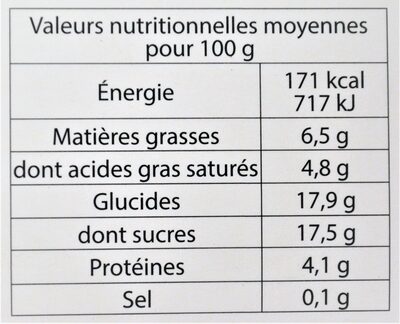 Valeurs nutritionnelles moyennes
pour 100 g
Énergie 171 kcal
717 kJ
Matières grasses 6,5 g
dont acides gras saturés 4,8 g
Glucides 17,9 g
dont sucres 17,5 g
Protéines 4,1 g
Sel 0,1 g